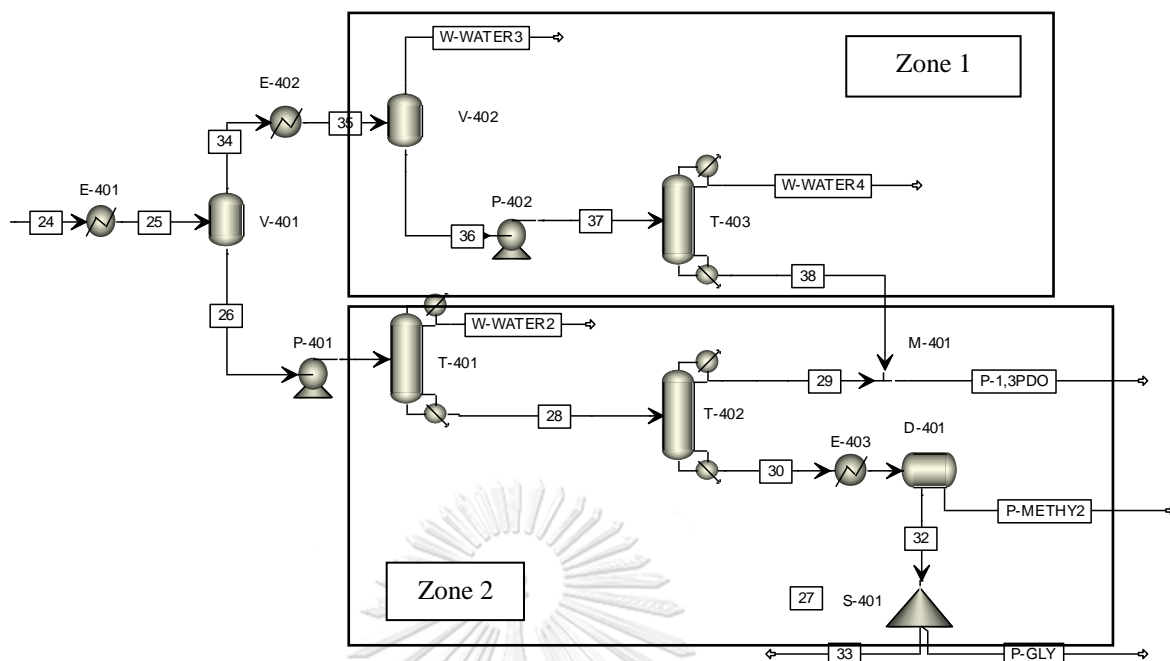 W-WATER3
Zone 1
E-402
35
V-402
34
E-401
24
25
V-401
W-WATER4
P-402
36
37
T-403
38
26
P-401
T-401
W-WATER2
M-401
29
P-1,3PDO
28
T-402
E-403
D-401
30
P-METHY2
32
Zone 2
27
S-401
33
P-GLY